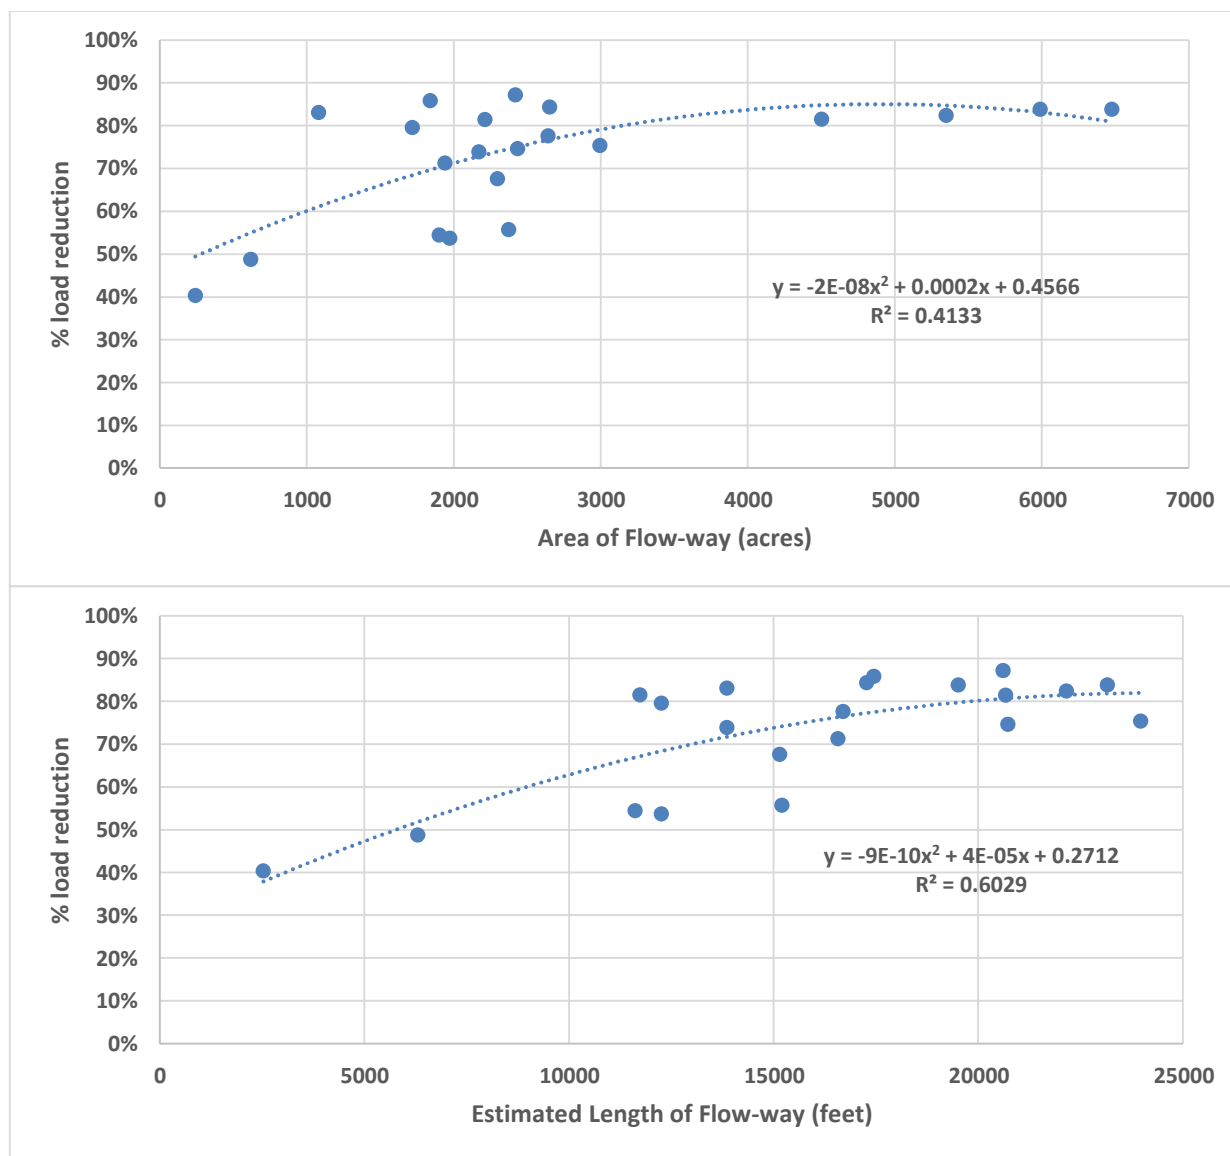 100%
90%
80%
70%
60%
50%
40%
30%
20%
10%
0%
% load reduction
y = -2E-08x² + 0.0002x + 0.4566
R² = 0.4133
0 1000 2000 3000 4000 5000 6000 7000
Area of Flow-way (acres)
100%
90%
80%
70%
60%
50%
40%
30%
20%
10%
0%
% load reduction
y = -9E-10x² + 4E-05x + 0.2712
R² = 0.6029
0 5000 10000 15000 20000 25000
Estimated Length of Flow-way (feet)